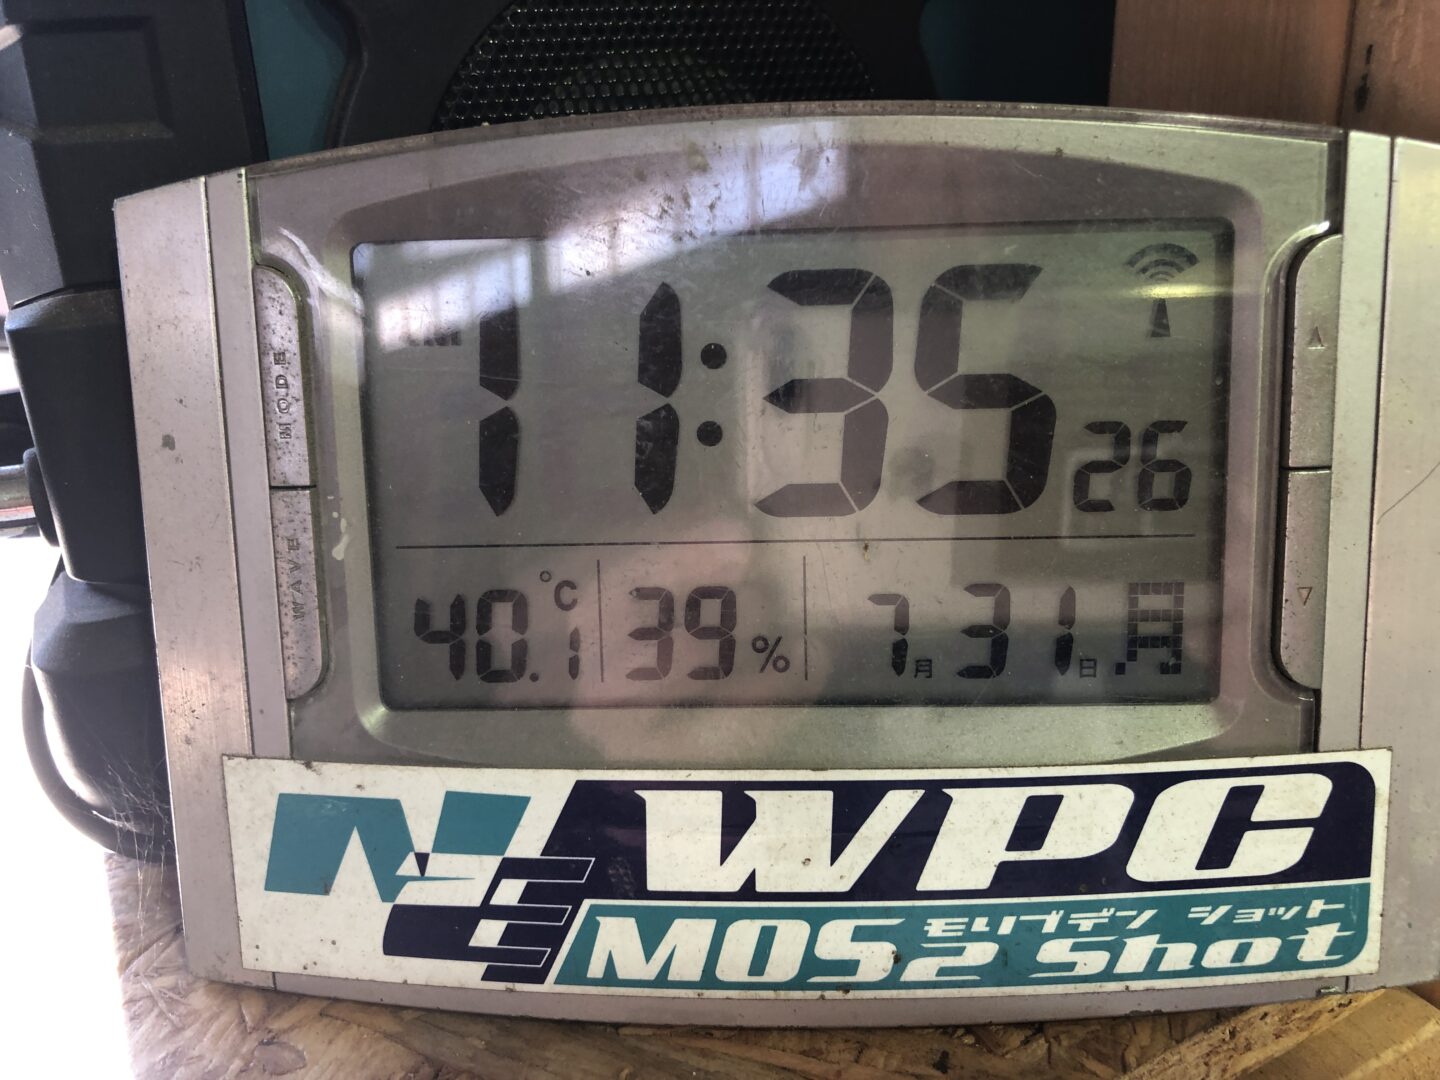 11:35 26
40.1 °C 39 % 7月31日 月
MODE
WAVE
NE WPC
モリブデン ショット
MOS2 Shot